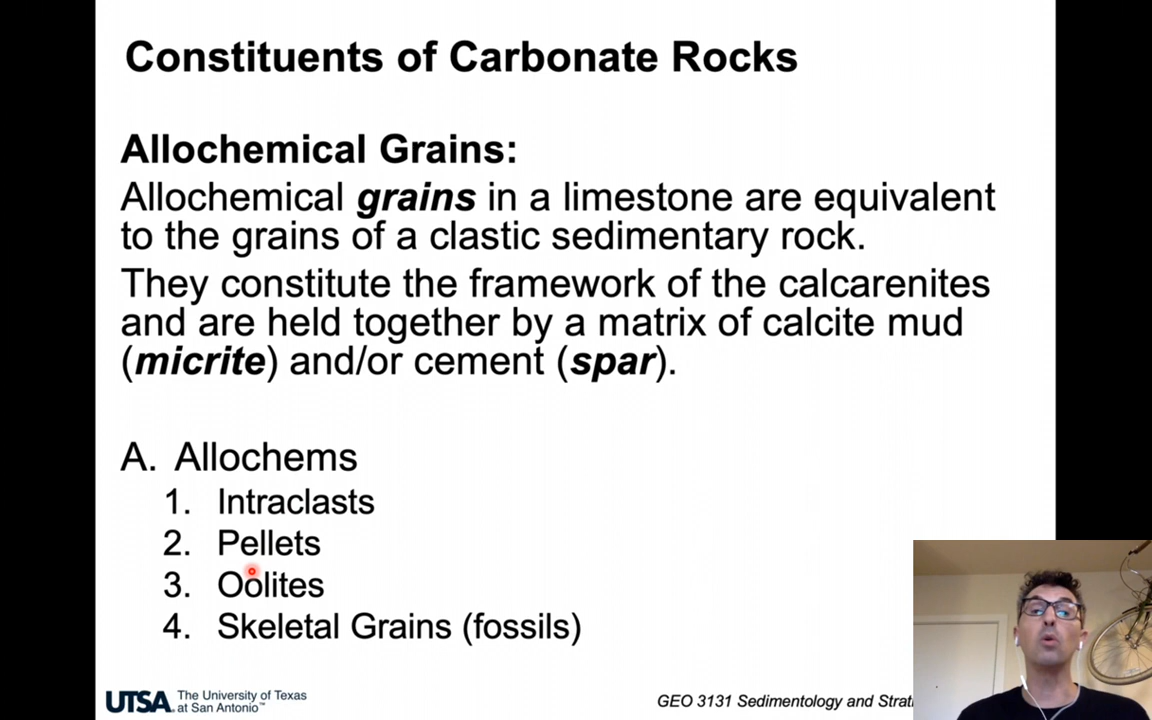 Constituents of Carbonate Rocks
Allochemical Grains:
Allochemical grains in a limestone are equivalent
to the grains of a clastic sedimentary rock.
They constitute the framework of the calcarenites
and are held together by a matrix of calcite mud
(micrite) and/or cement (spar).
A. Allochems
1. Intraclasts
2. Pellets
3. Oolites
4. Skeletal Grains (fossils)
UTSA The University of Texas
at San Antonio™
GEO 3131 Sedimentology and Strati